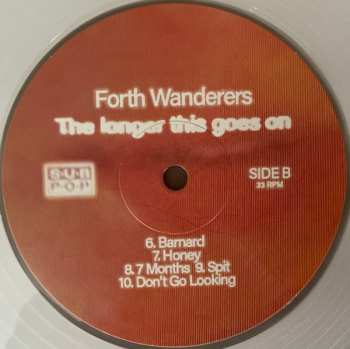 Forth Wanderers
The longer this goes on
SUB
POP
SIDE B
33 RPM
6. Barnard
7. Honey
8. 7 Months 9. Spit
10. Don't Go Looking